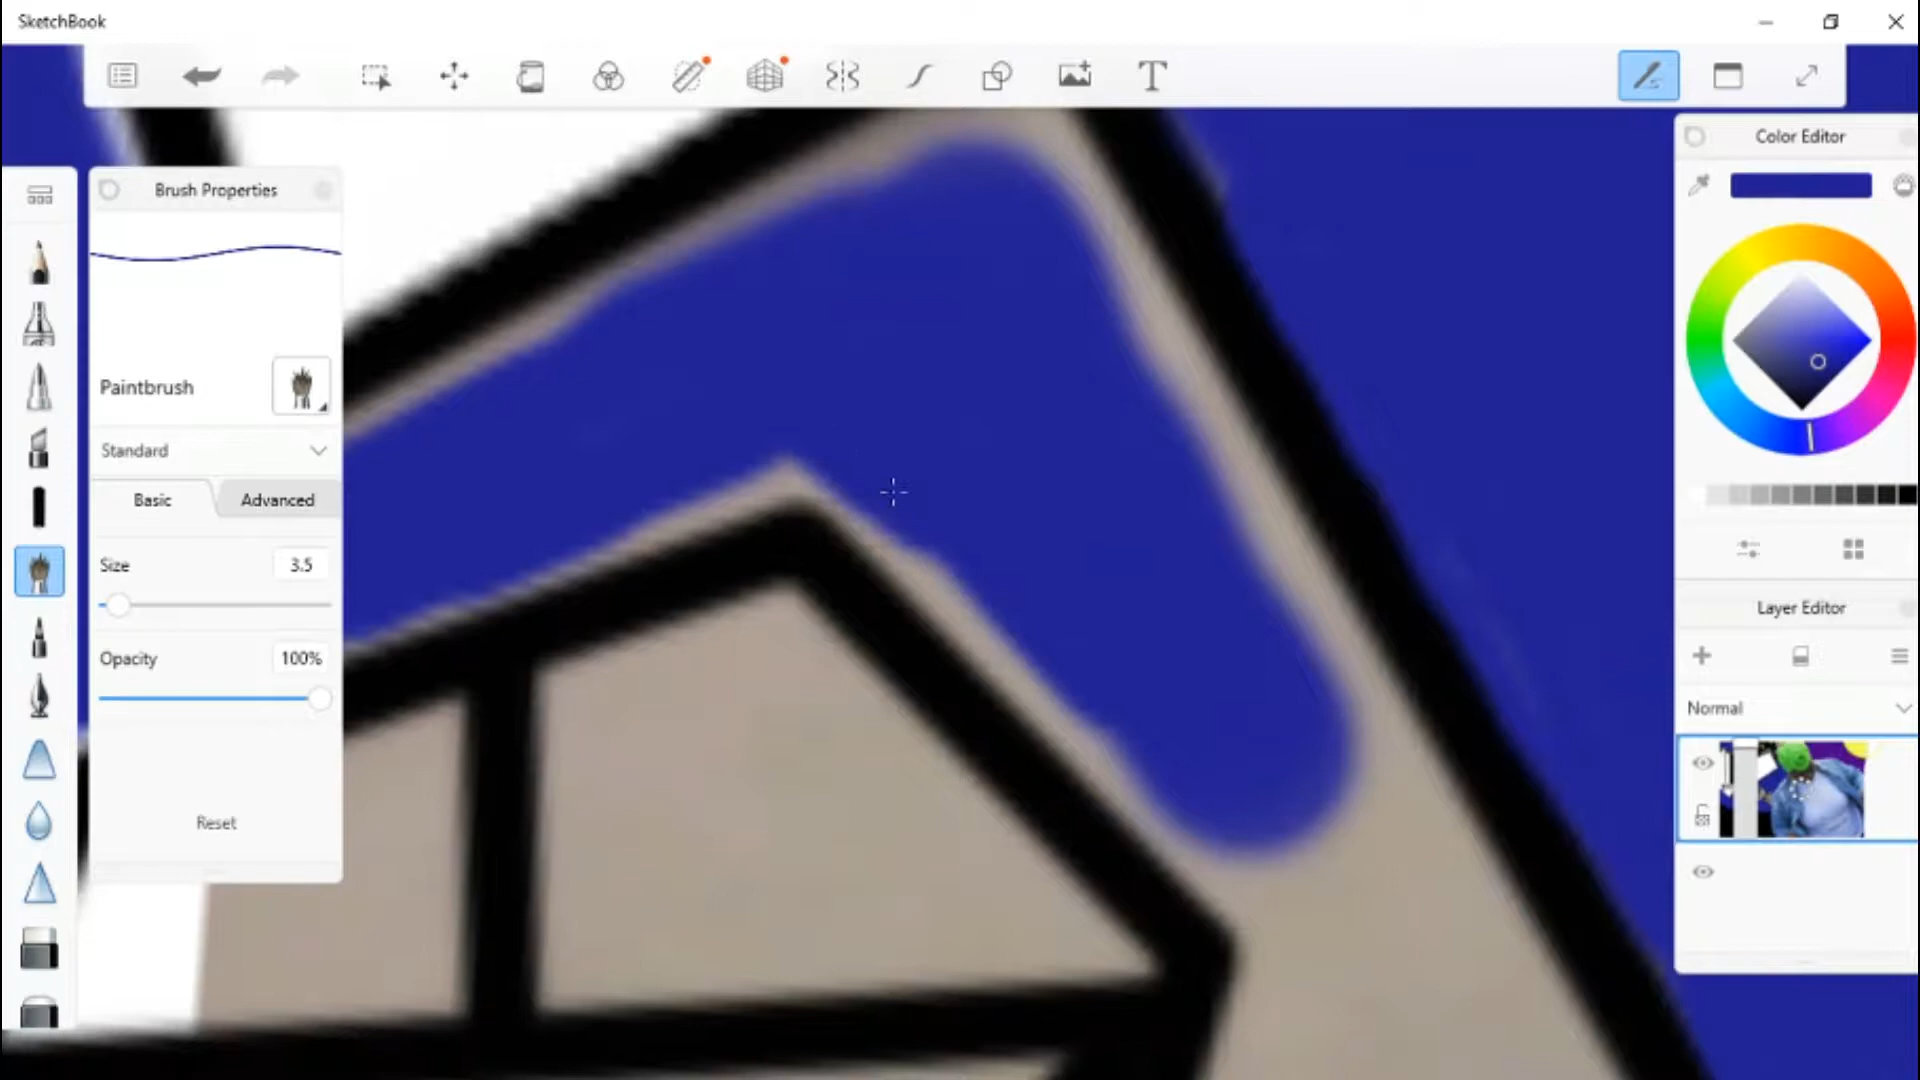 SketchBook
Brush Properties
Paintbrush
Standard
Basic
Advanced
Size
3.5
Opacity
100%
Reset
Color Editor
Layer Editor
Normal